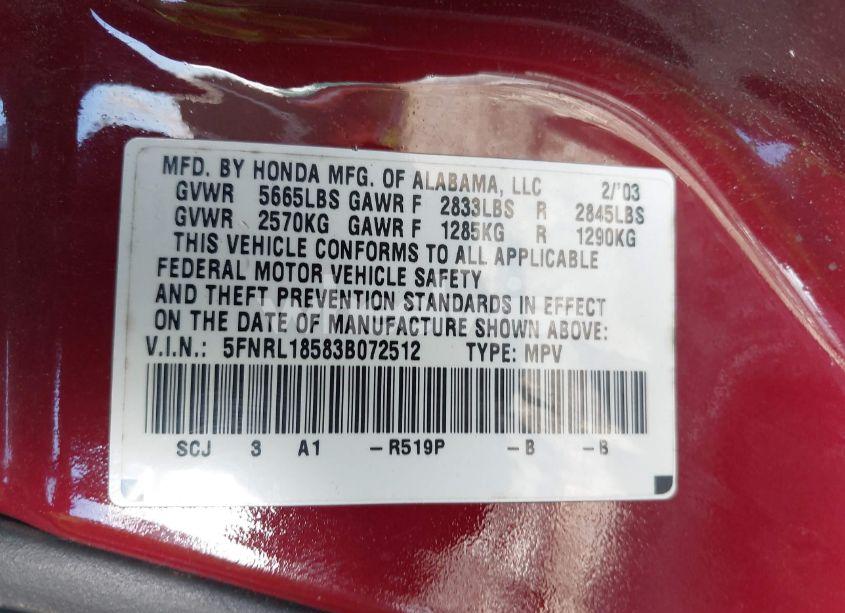 MFD. BY HONDA MFG. OF ALABAMA, LLC 2/'03
GVWR 5665LBS GAWR F 2833LBS R 2845LBS
GVWR 2570KG GAWR F 1285KG R 1290KG
THIS VEHICLE CONFORMS TO ALL APPLICABLE
FEDERAL MOTOR VEHICLE SAFETY
AND THEFT PREVENTION STANDARDS IN EFFECT
ON THE DATE OF MANUFACTURE SHOWN ABOVE:
V.I.N.: 5FNRL18583B072512 TYPE: MPV
SCJ 3 A1 –R519P –B –B